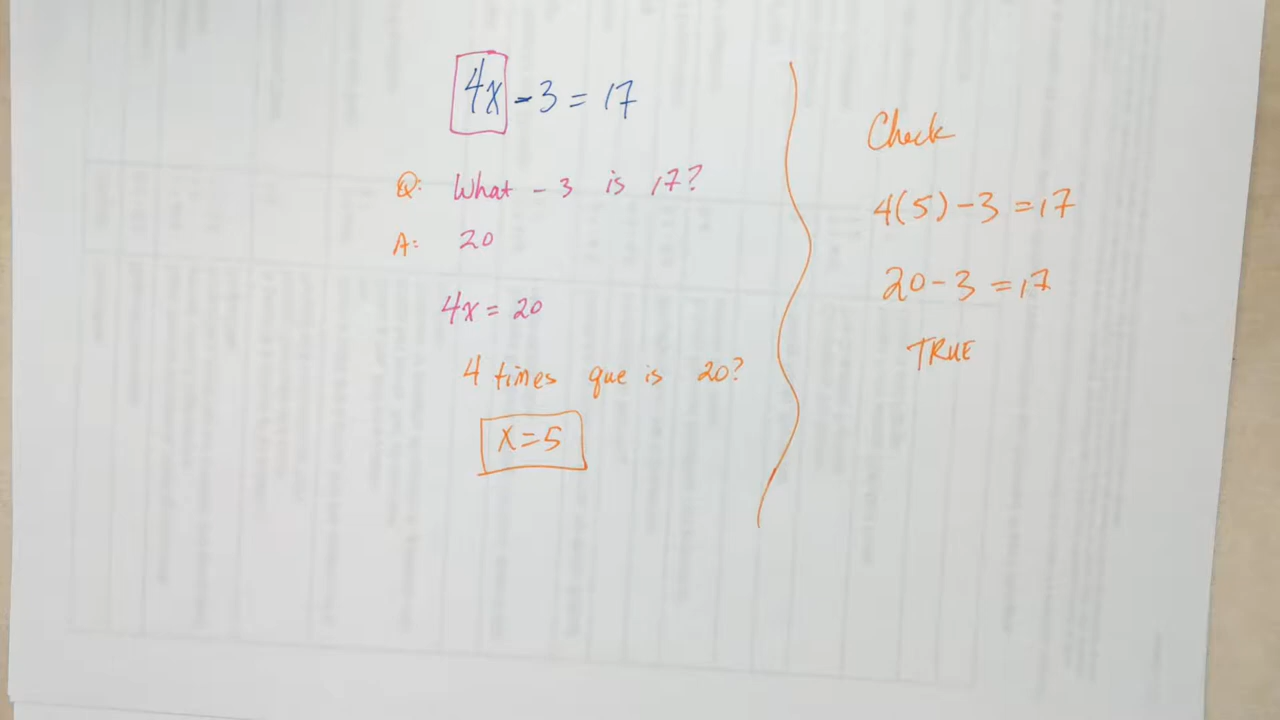 4x - 3 = 17
Q: What - 3 is 17?
A: 20
4x = 20
4 times que is 20?
x = 5
Check
4(5) - 3 = 17
20 - 3 = 17
TRUE